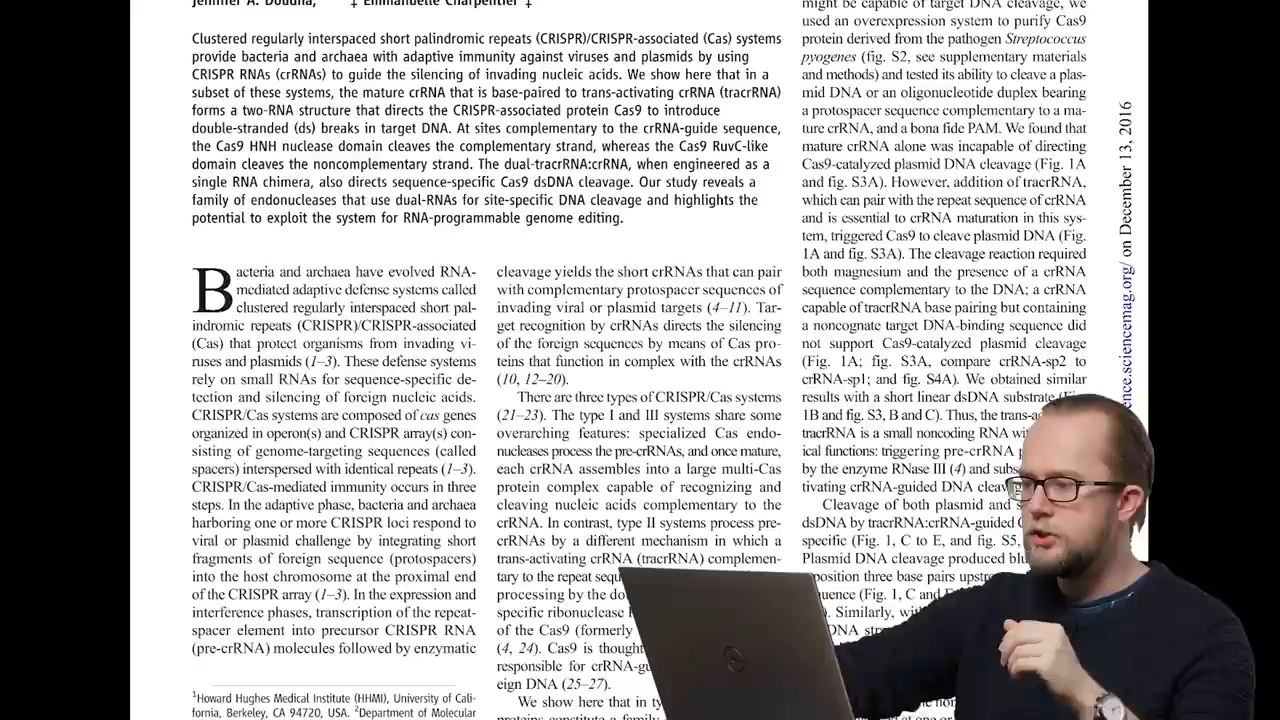 Jennifer A. Doudna, ‡ Emmanuelle Charpentier ‡
Clustered regularly interspaced short palindromic repeats (CRISPR)/CRISPR-associated (Cas) systems
provide bacteria and archaea with adaptive immunity against viruses and plasmids by using
CRISPR RNAs (crRNAs) to guide the silencing of invading nucleic acids. We show here that in a
subset of these systems, the mature crRNA that is base-paired to trans-activating crRNA (tracrRNA)
forms a two-RNA structure that directs the CRISPR-associated protein Cas9 to introduce
double-stranded (ds) breaks in target DNA. At sites complementary to the crRNA-guide sequence,
the Cas9 HNH nuclease domain cleaves the complementary strand, whereas the Cas9 RuvC-like
domain cleaves the noncomplementary strand. The dual-tracrRNA:crRNA, when engineered as a
single RNA chimera, also directs sequence-specific Cas9 dsDNA cleavage. Our study reveals a
family of endonucleases that use dual-RNAs for site-specific DNA cleavage and highlights the
potential to exploit the system for RNA-programmable genome editing.
Bacteria and archaea have evolved RNA-
mediated adaptive defense systems called
clustered regularly interspaced short pal-
indromic repeats (CRISPR)/CRISPR-associated
(Cas) that protect organisms from invading vi-
ruses and plasmids (1–3). These defense systems
rely on small RNAs for sequence-specific de-
tection and silencing of foreign nucleic acids.
CRISPR/Cas systems are composed of cas genes
organized in operon(s) and CRISPR array(s) con-
sisting of genome-targeting sequences (called
spacers) interspersed with identical repeats (1–3).
CRISPR/Cas-mediated immunity occurs in three
steps. In the adaptive phase, bacteria and archaea
harboring one or more CRISPR loci respond to
viral or plasmid challenge by integrating short
fragments of foreign sequence (protospacers)
into the host chromosome at the proximal end
of the CRISPR array (1–3). In the expression and
interference phases, transcription of the repeat-
spacer element into precursor CRISPR RNA
(pre-crRNA) molecules followed by enzymatic
1Howard Hughes Medical Institute (HHMI), University of Cali-
fornia, Berkeley, CA 94720, USA. 2Department of Molecular
cleavage yields the short crRNAs that can pair
with complementary protospacer sequences of
invading viral or plasmid targets (4–11). Tar-
get recognition by crRNAs directs the silencing
of the foreign sequences by means of Cas pro-
teins that function in complex with the crRNAs
(10, 12–20).
There are three types of CRISPR/Cas systems
(21–23). The type I and III systems share some
overarching features: specialized Cas endo-
nucleases process the pre-crRNAs, and once mature,
each crRNA assembles into a large multi-Cas
protein complex capable of recognizing and
cleaving nucleic acids complementary to the
crRNA. In contrast, type II systems process pre-
crRNAs by a different mechanism in which a
trans-activating crRNA (tracrRNA) complemen-
tary to the repeat
processing by the
specific ribonuclease
of the Cas9 (formerly
(4, 24). Cas9 is thought
responsible for
eign DNA (25–27).
We show here that in
proteins constitute a
might be capable of target DNA cleavage, we
used an overexpression system to purify Cas9
protein derived from the pathogen Streptococcus
pyogenes (fig. S2, see supplementary materials
and methods) and tested its ability to cleave a plas-
mid DNA or an oligonucleotide duplex bearing
a protospacer sequence complementary to a ma-
ture crRNA, and a bona fide PAM. We found that
mature crRNA alone was incapable of directing
Cas9-catalyzed plasmid DNA cleavage (Fig. 1A
and fig. S3A). However, addition of tracrRNA,
which can pair with the repeat sequence of crRNA
and is essential to crRNA maturation in this sys-
tem, triggered Cas9 to cleave plasmid DNA (Fig.
1A and fig. S3A). The cleavage reaction required
both magnesium and the presence of a crRNA
sequence complementary to the DNA; a crRNA
capable of tracrRNA base pairing but containing
a noncognate target DNA-binding sequence did
not support Cas9-catalyzed plasmid cleavage
(Fig. 1A; fig. S3A, compare crRNA-sp2 to
crRNA-sp1; and fig. S4A). We obtained similar
results with a short linear dsDNA substrate
1B and fig. S3, B and C). Thus, the
tracrRNA is a small noncoding RNA
ical functions: triggering pre-crRNA
by the enzyme RNase III (4) and
tivating crRNA-guided DNA
Cleavage of both plasmid and
dsDNA by tracrRNA:crRNA-guided
specific (Fig. 1, C to E, and fig. S5,
Plasmid DNA cleavage produced
position three base pairs
(Fig. 1, C and
Similarly,
DNA
ence.sciencemag.org/ on December 13, 2016